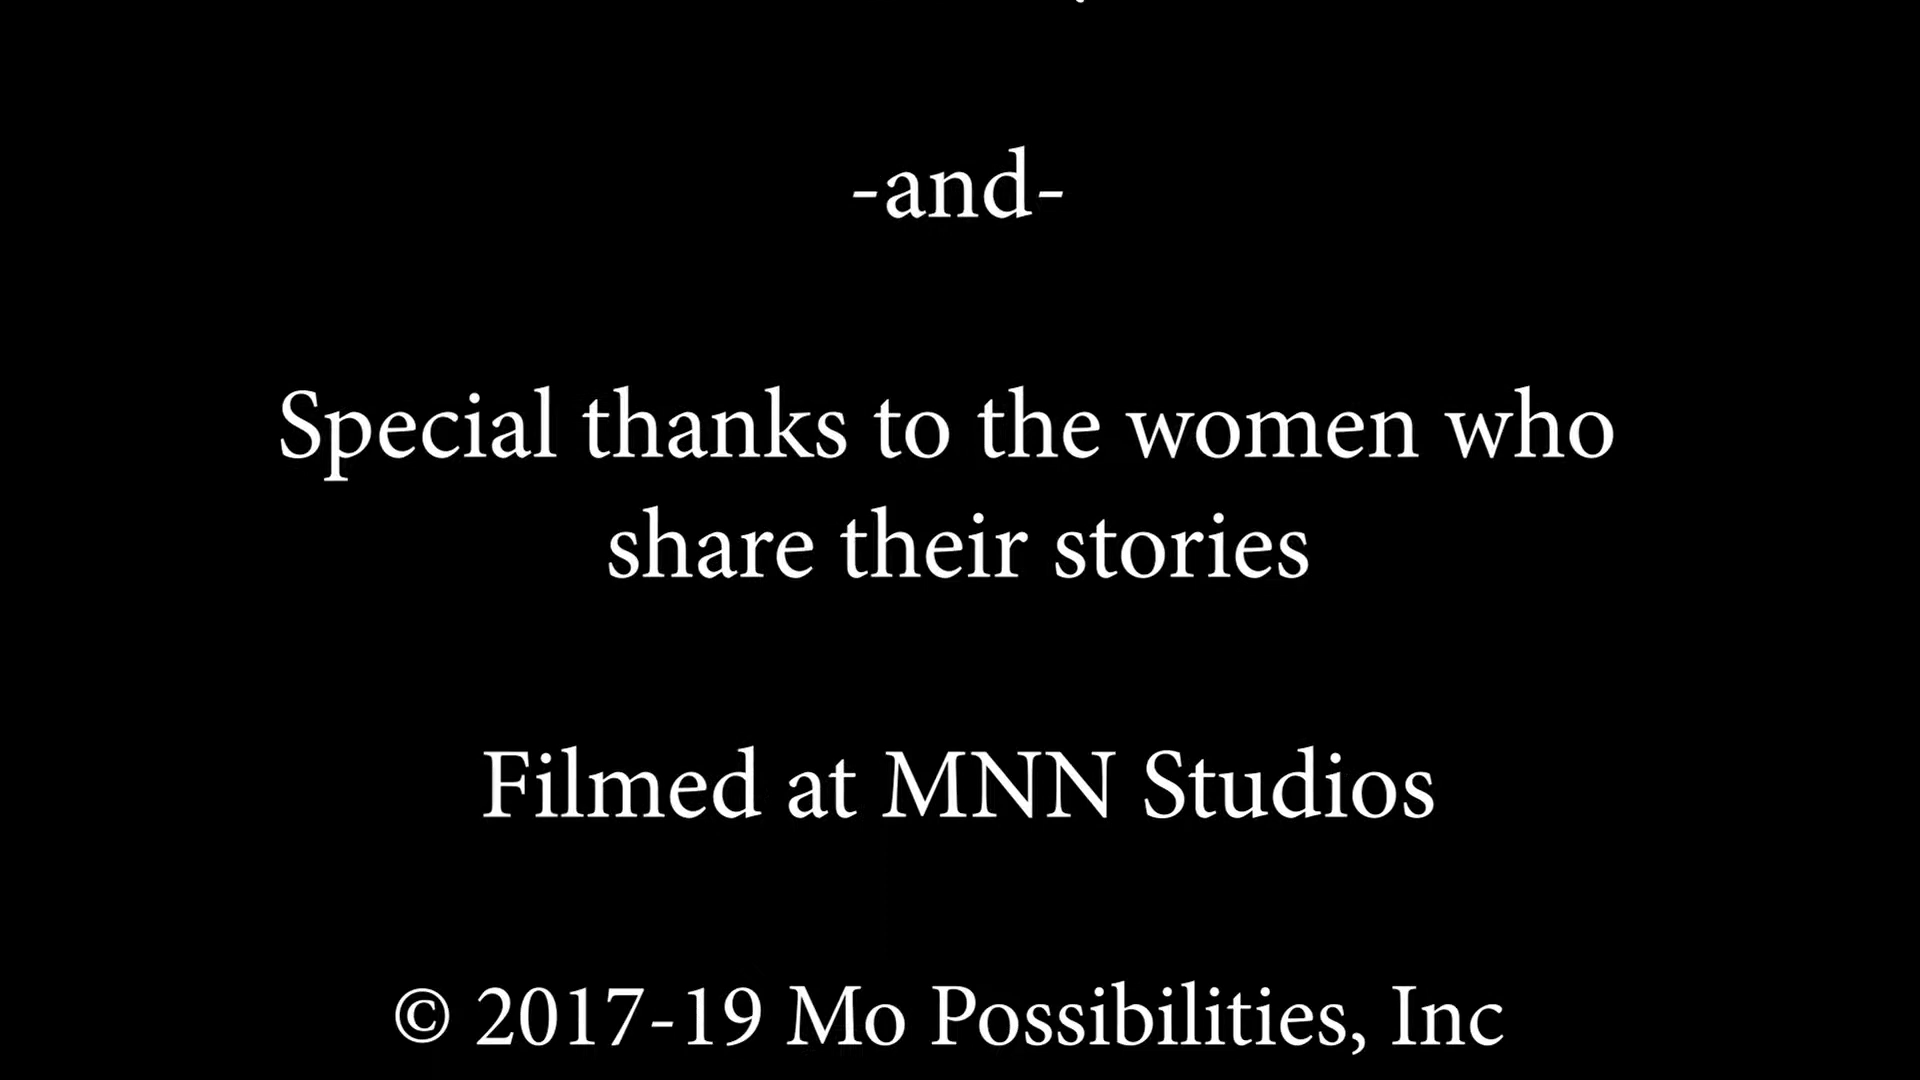 -and-
Special thanks to the women who
share their stories
Filmed at MNN Studios
© 2017-19 Mo Possibilities, Inc